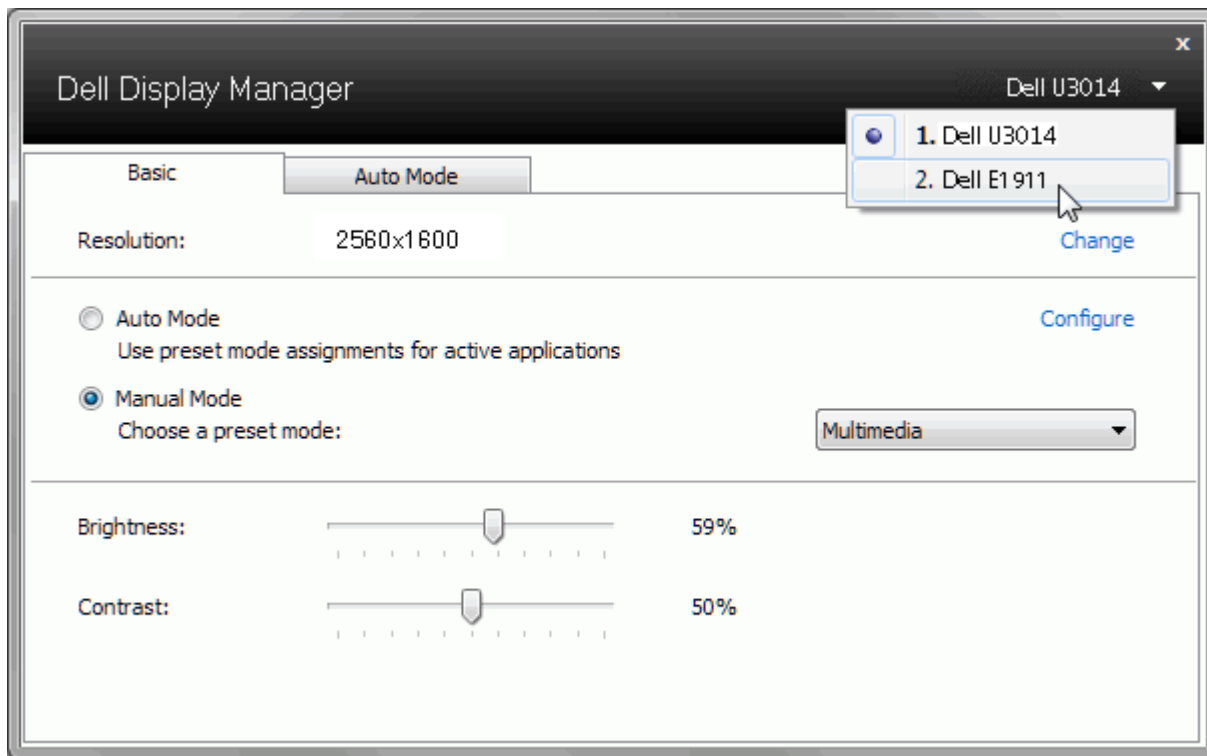 x
Dell Display Manager
Dell U3014
1. Dell U3014
2. Dell E1911
Basic
Auto Mode
Resolution: 2560x1600 Change
Auto Mode Configure
Use preset mode assignments for active applications
Manual Mode
Choose a preset mode: Multimedia
Brightness: 59%
Contrast: 50%